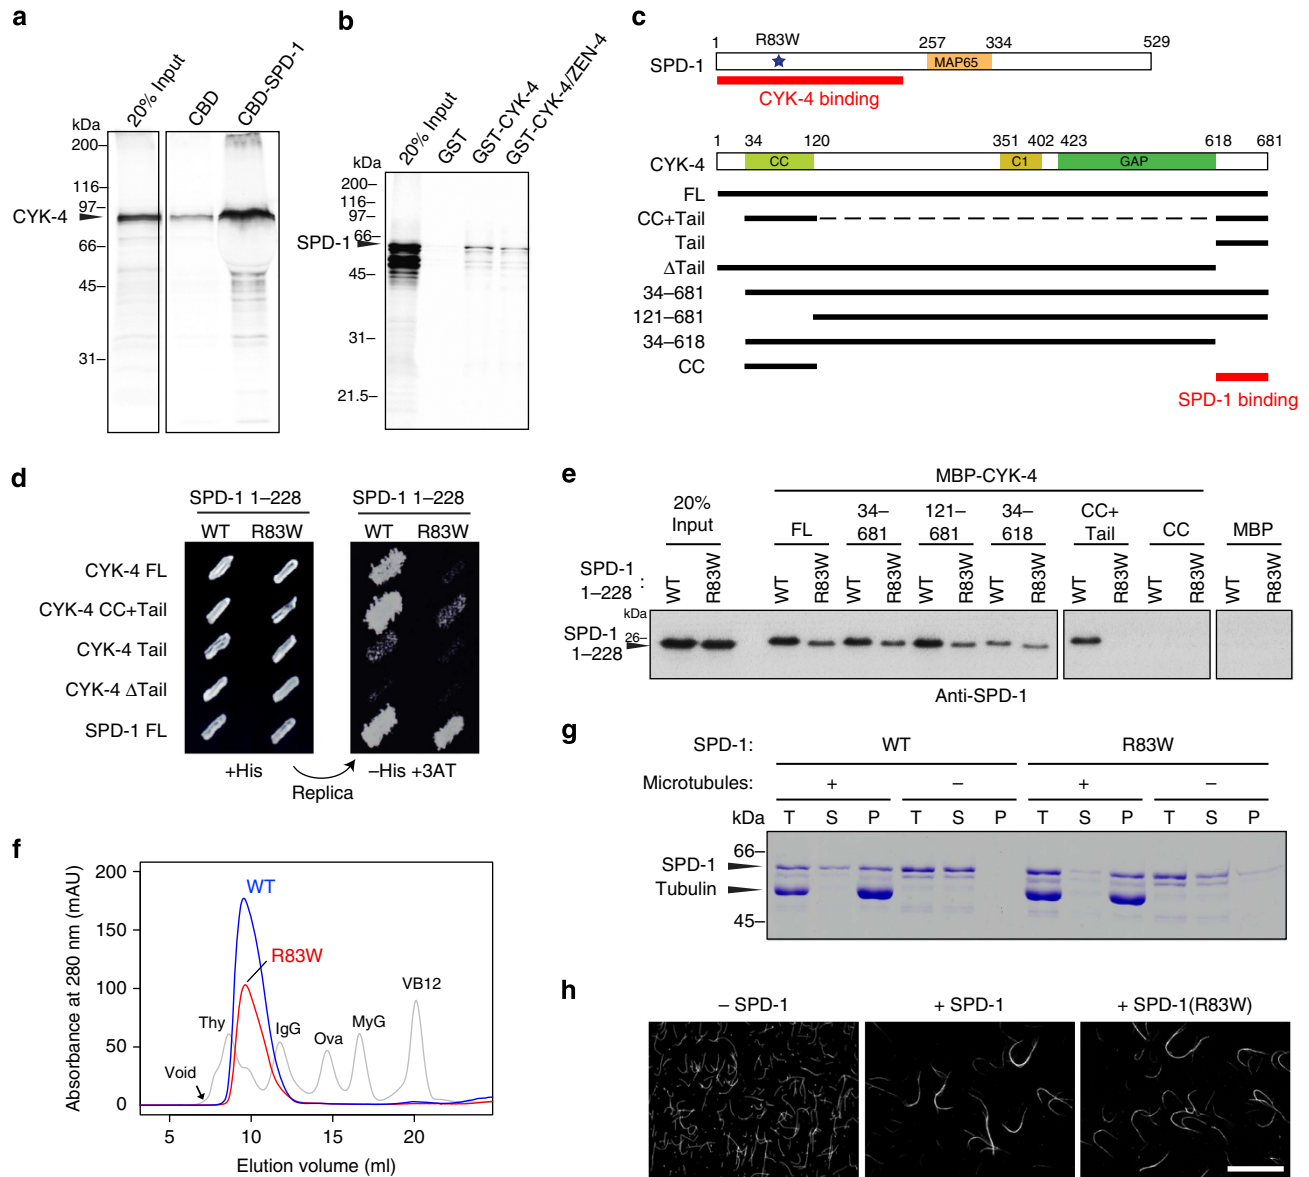 a
20% Input
CBD
CBD-SPD-1
kDa
200–
116–
97–
CYK-4
66–
45–
31–
b
20% Input
GST
GST-CYK-4
GST-CYK-4/ZEN-4
kDa
200–
116–
97–
66–
SPD-1
45–
31–
21.5–
c
1 R83W 257 334 529
SPD-1 MAP65
CYK-4 binding
1 34 120 351 402 423 618 681
CYK-4 CC C1 GAP
FL
CC+Tail
Tail
ΔTail
34–681
121–681
34–618
CC
SPD-1 binding
d
SPD-1 1–228 SPD-1 1–228
WT R83W WT R83W
CYK-4 FL
CYK-4 CC+Tail
CYK-4 Tail
CYK-4 ΔTail
SPD-1 FL
+His –His +3AT
Replica
e
MBP-CYK-4
20% Input
FL
34–681
121–681
34–618
CC+Tail
CC
MBP
SPD-1 1–228 :
WT R83W WT R83W WT R83W WT R83W WT R83W WT R83W WT R83W WT R83W
kDa
26–
SPD-1 1–228
Anti-SPD-1
f
Absorbance at 280 nm (mAU)
200
150
100
50
0
WT
R83W
VB12
Thy
IgG
Ova
MyG
Void
5 10 15 20
Elution volume (ml)
g
SPD-1: WT R83W
Microtubules: + – + –
kDa T S P T S P T S P T S P
66–
SPD-1
Tubulin
45–
h
– SPD-1 + SPD-1 + SPD-1(R83W)